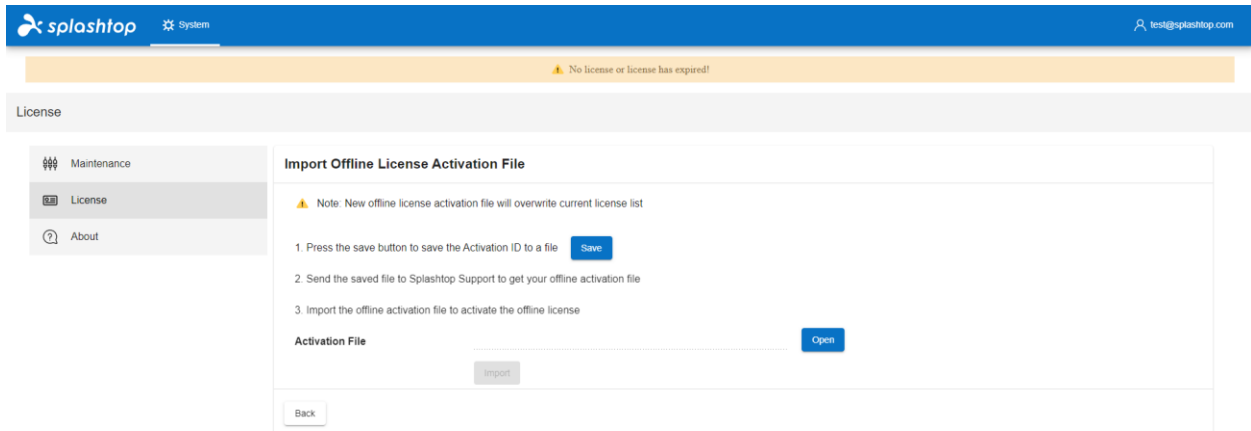 splashtop System test@splashtop.com
No license or license has expired!
License
Maintenance
License
About
Import Offline License Activation File
Note: New offline license activation file will overwrite current license list
1. Press the save button to save the Activation ID to a file Save
2. Send the saved file to Splashtop Support to get your offline activation file
3. Import the offline activation file to activate the offline license
Activation File Open
Import
Back